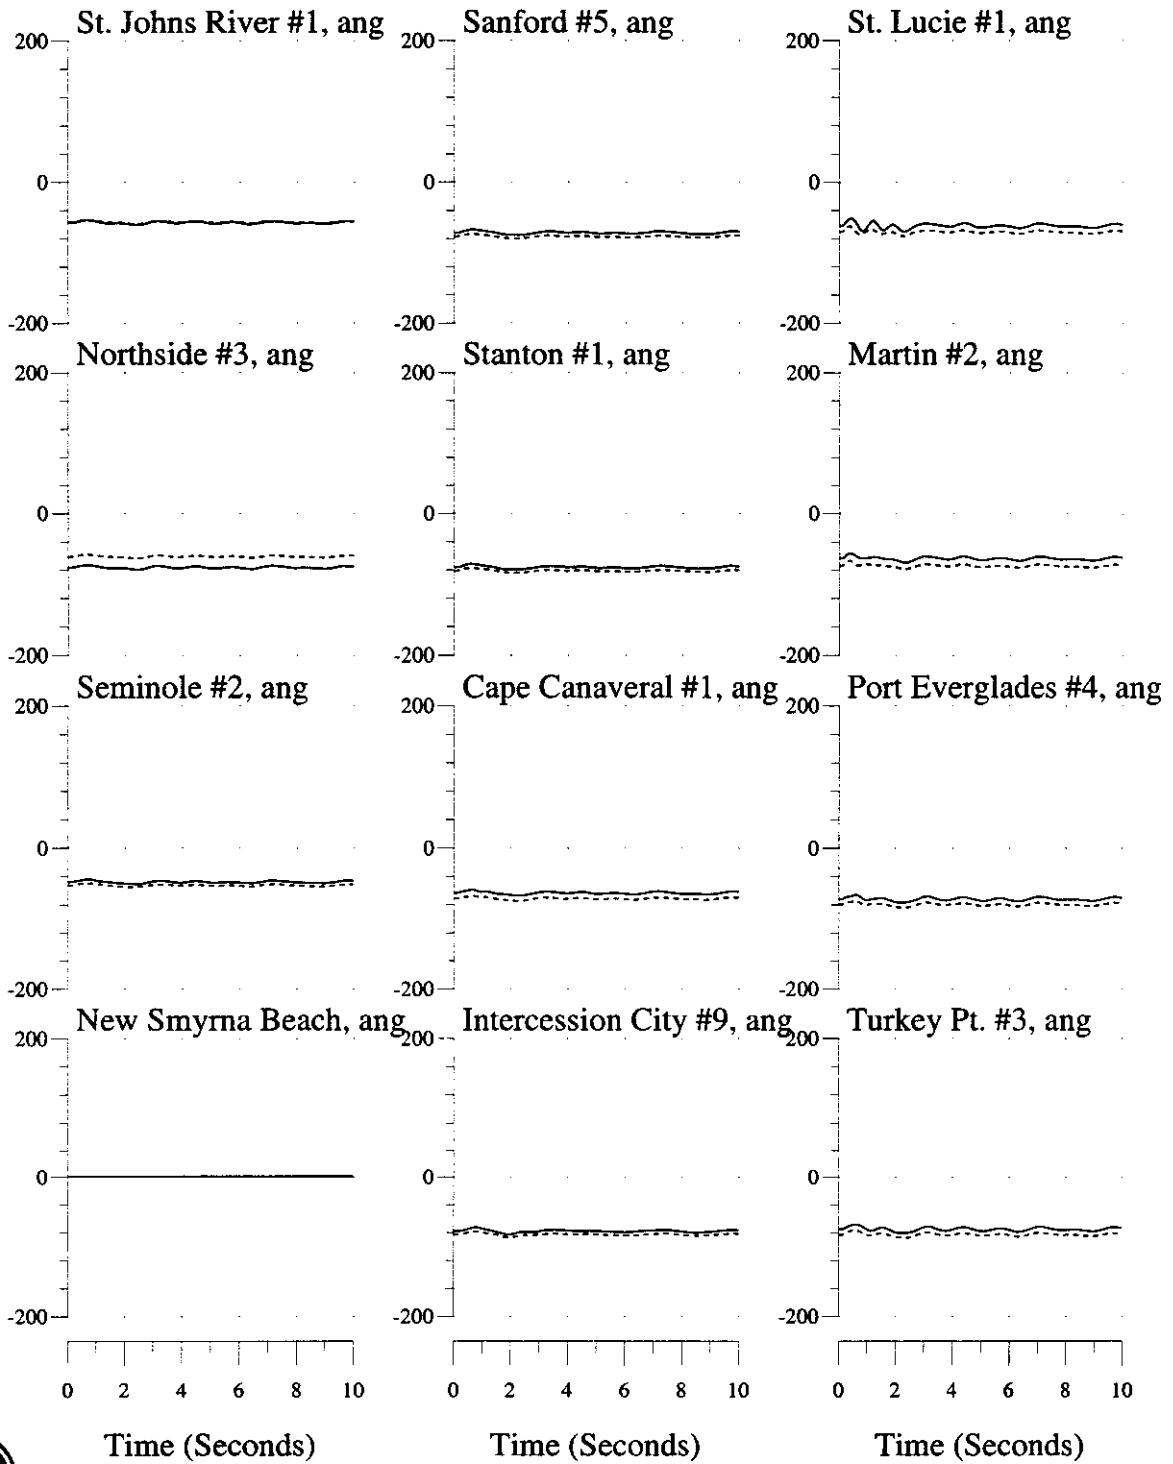 St. Johns River #1, ang Sanford #5, ang St. Lucie #1, ang
200 200 200
0 0 0
-200 -200 -200
Northside #3, ang Stanton #1, ang Martin #2, ang
200 200 200
0 0 0
-200 -200 -200
Seminole #2, ang Cape Canaveral #1, ang Port Everglades #4, ang
200 200 200
0 0 0
-200 -200 -200
New Smyrna Beach, ang Intercession City #9, ang Turkey Pt. #3, ang
200 200 200
0 0 0
-200 -200 -200
0 2 4 6 8 10 0 2 4 6 8 10 0 2 4 6 8 10
Time (Seconds) Time (Seconds) Time (Seconds)